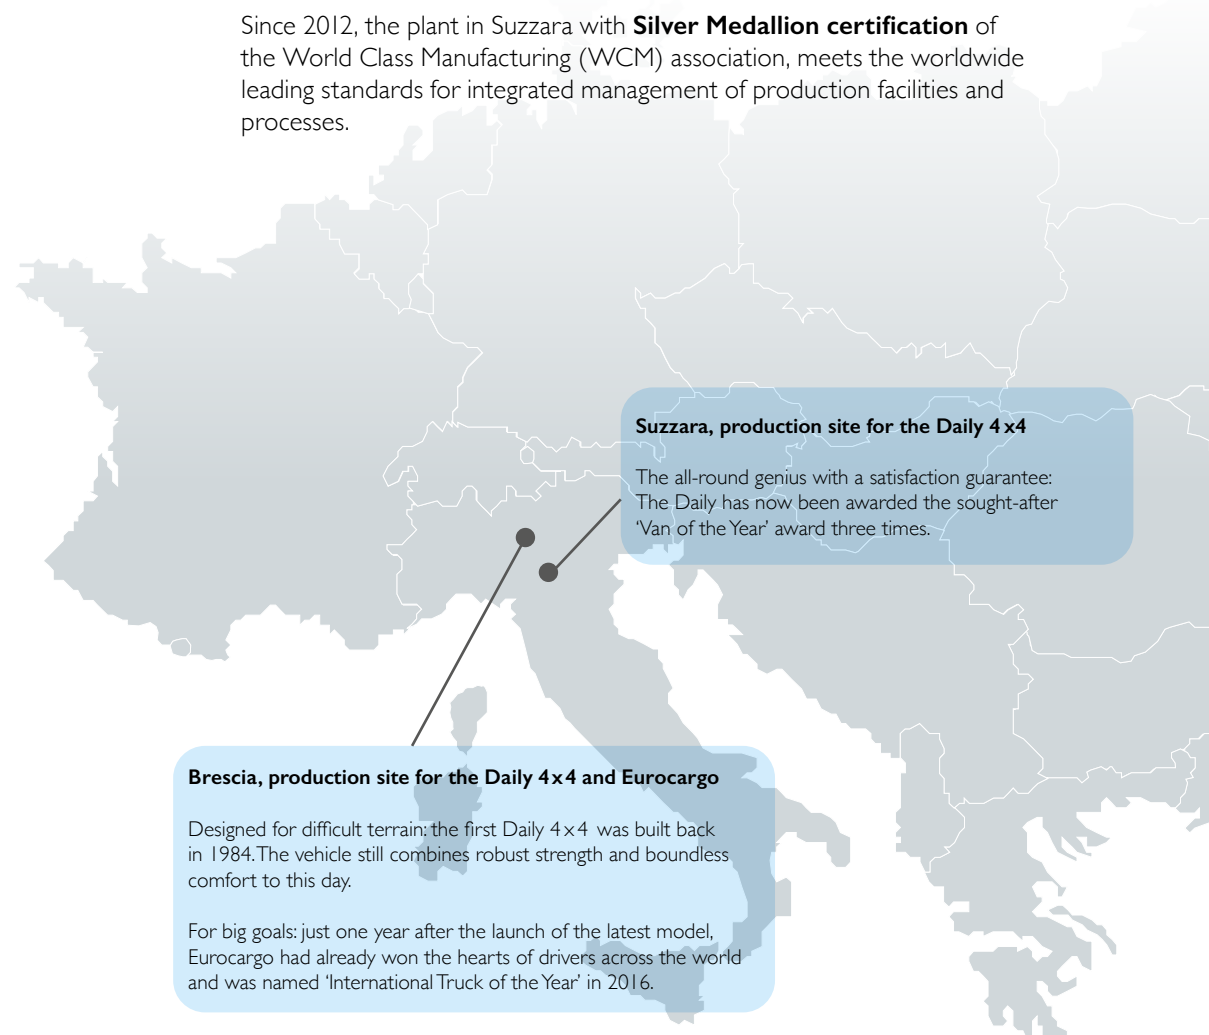 Since 2012, the plant in Suzzara with Silver Medallion certification of
the World Class Manufacturing (WCM) association, meets the worldwide
leading standards for integrated management of production facilities and
processes.
Suzzara, production site for the Daily 4x4
The all-round genius with a satisfaction guarantee:
The Daily has now been awarded the sought-after
‘Van of the Year’ award three times.
Brescia, production site for the Daily 4x4 and Eurocargo
Designed for difficult terrain: the first Daily 4x4 was built back
in 1984. The vehicle still combines robust strength and boundless
comfort to this day.
For big goals: just one year after the launch of the latest model,
Eurocargo had already won the hearts of drivers across the world
and was named ‘International Truck of the Year’ in 2016.